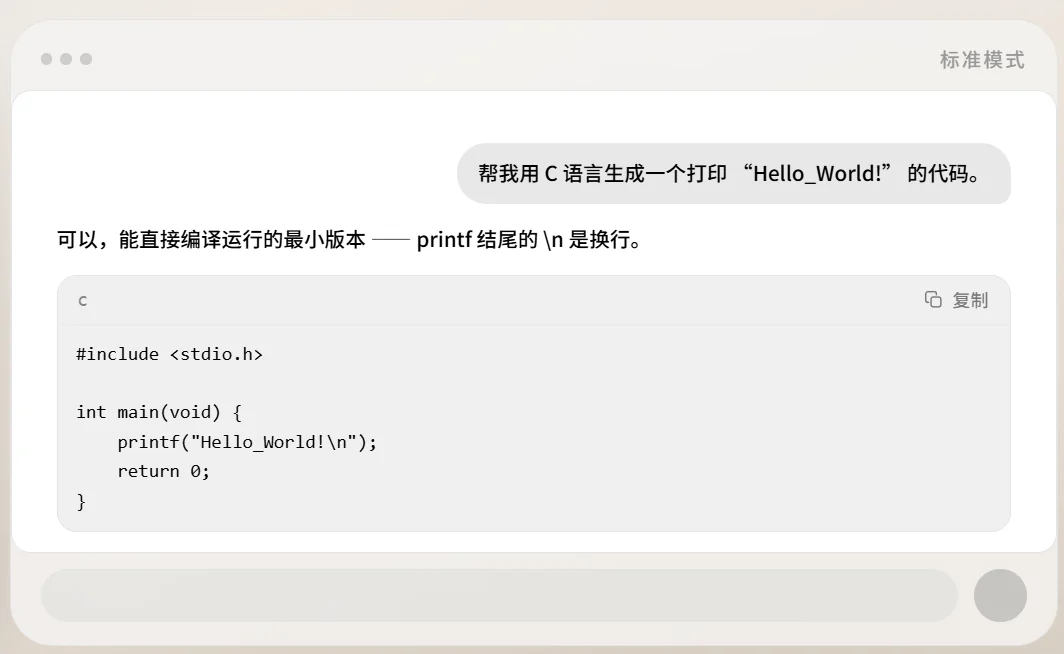 标准模式
帮我用 C 语言生成一个打印 “Hello_World!” 的代码。
可以，能直接编译运行的最小版本 —— printf 结尾的 \n 是换行。
c
复制
#include <stdio.h>
int main(void) {
    printf("Hello_World!\n");
    return 0;
}